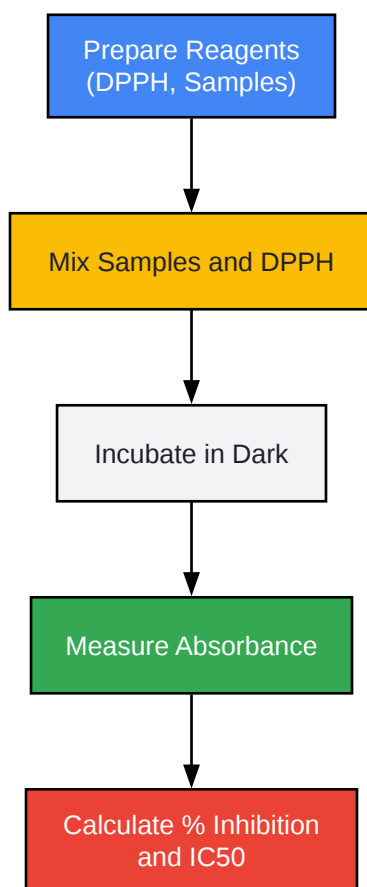 Prepare Reagents
(DPPH, Samples)
Mix Samples and DPPH
Incubate in Dark
Measure Absorbance
Calculate % Inhibition
and IC50